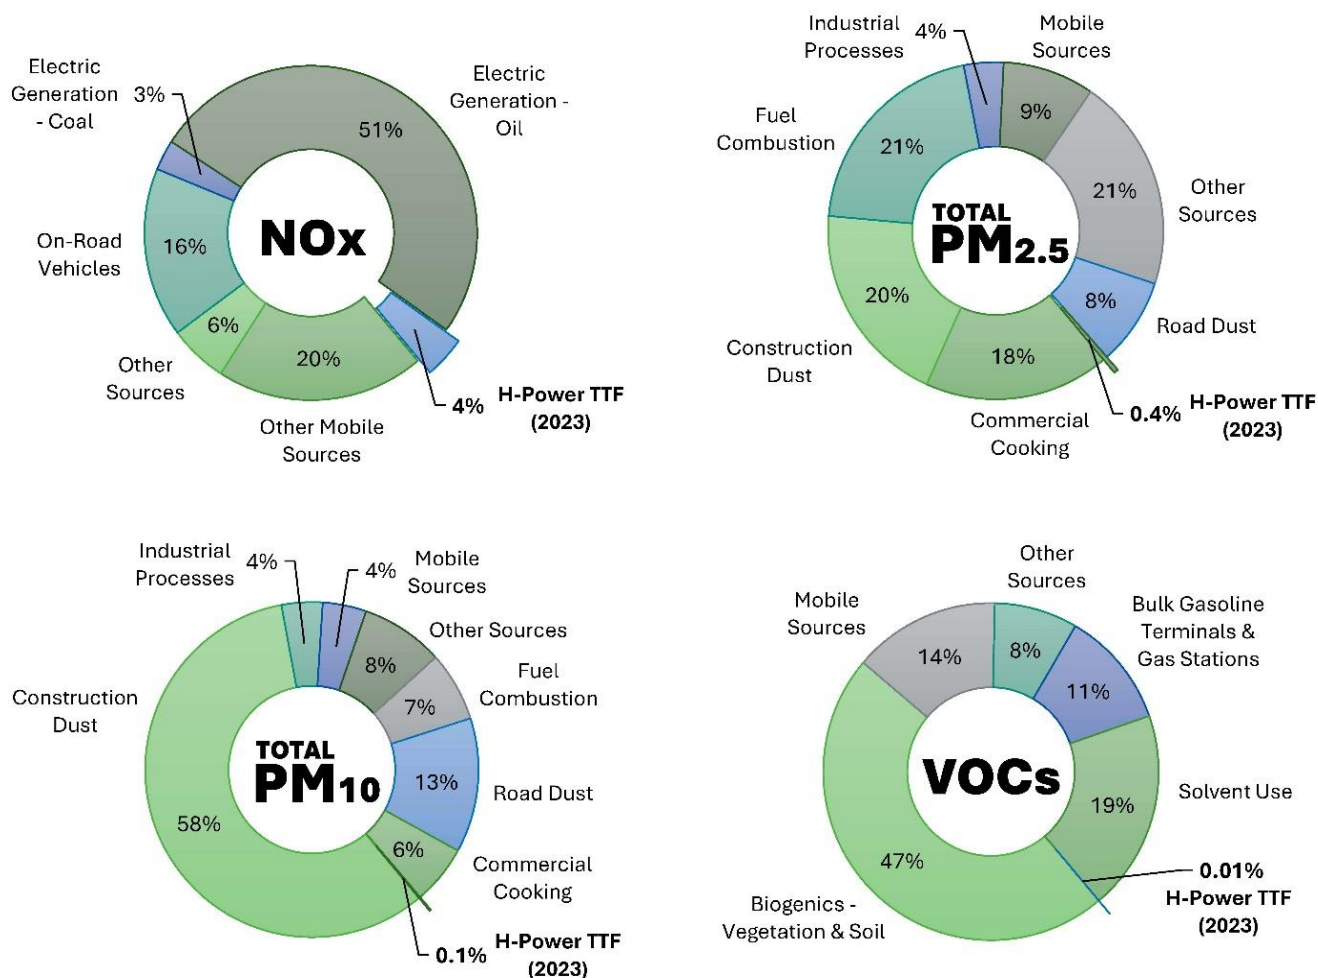 Electric
Generation
- Coal
3%
Electric
Generation -
Oil
51%
On-Road
Vehicles
16%
NOx
6%
Other
Sources
20%
Other Mobile
Sources
4%
H-Power TTF
(2023)
Industrial
Processes
4%
Mobile
Sources
9%
Fuel
Combustion
21%
21%
Other
Sources
TOTAL
PM2.5
20%
Construction
Dust
18%
Commercial
Cooking
8%
Road Dust
0.4%
H-Power TTF
(2023)
Industrial
Processes
4%
4%
Mobile
Sources
Other Sources
8%
Fuel
Combustion
7%
Construction
Dust
58%
TOTAL
PM10
13%
Road Dust
6%
Commercial
Cooking
0.1%
H-Power TTF
(2023)
Other
Sources
8%
Mobile
Sources
14%
Bulk Gasoline
Terminals &
Gas Stations
11%
VOCs
19%
Solvent Use
47%
Biogenics -
Vegetation & Soil
0.01%
H-Power TTF
(2023)